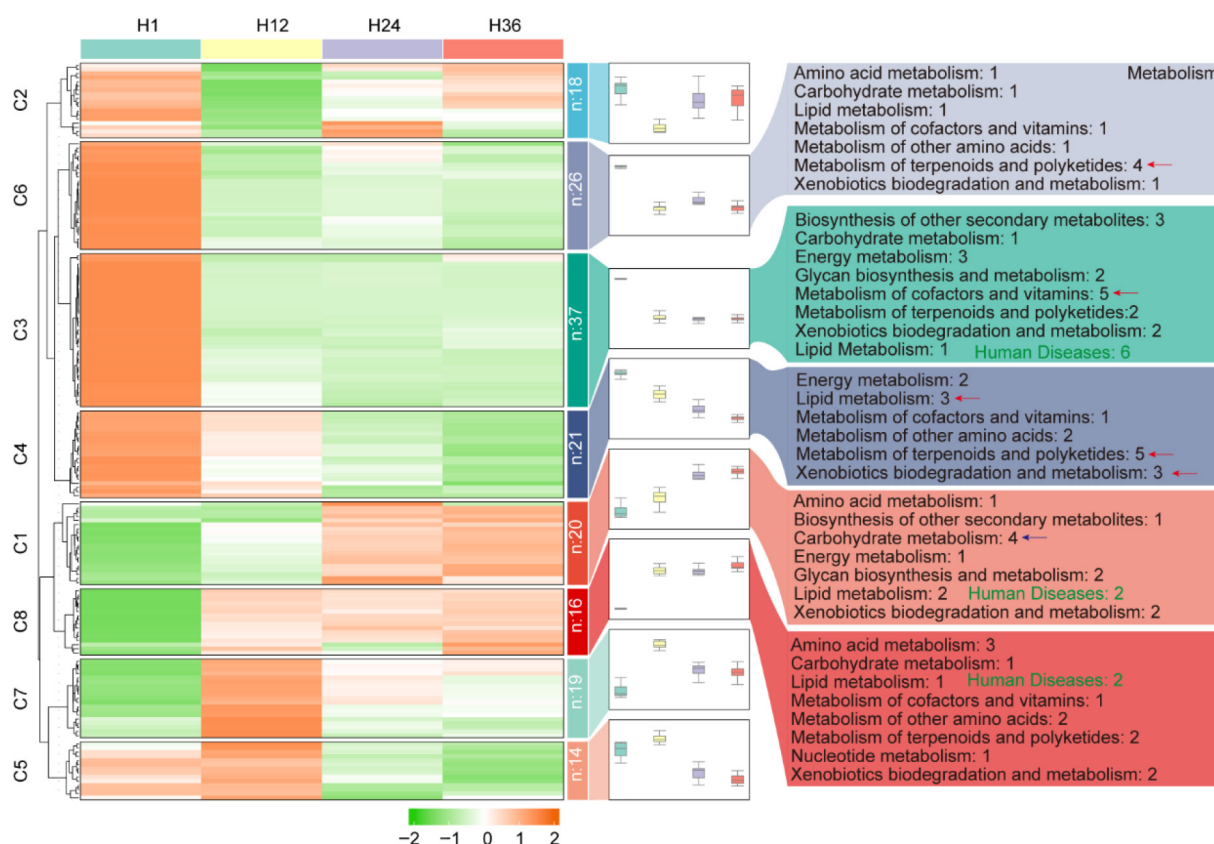 H1 H12 H24 H36
C2
C6
C3
C4
C1
C8
C7
C5
n:18
n:26
n:37
n:21
n:20
n:16
n:19
n:14
Amino acid metabolism: 1 Metabolism
Carbohydrate metabolism: 1
Lipid metabolism: 1
Metabolism of cofactors and vitamins: 1
Metabolism of other amino acids: 1
Metabolism of terpenoids and polyketides: 4
Xenobiotics biodegradation and metabolism: 1
Biosynthesis of other secondary metabolites: 3
Carbohydrate metabolism: 1
Energy metabolism: 3
Glycan biosynthesis and metabolism: 2
Metabolism of cofactors and vitamins: 5
Metabolism of terpenoids and polyketides:2
Xenobiotics biodegradation and metabolism: 2
Lipid Metabolism: 1 Human Diseases: 6
Energy metabolism: 2
Lipid metabolism: 3
Metabolism of cofactors and vitamins: 1
Metabolism of other amino acids: 2
Metabolism of terpenoids and polyketides: 5
Xenobiotics biodegradation and metabolism: 3
Amino acid metabolism: 1
Biosynthesis of other secondary metabolites: 1
Carbohydrate metabolism: 4
Energy metabolism: 1
Glycan biosynthesis and metabolism: 2
Lipid metabolism: 2 Human Diseases: 2
Xenobiotics biodegradation and metabolism: 2
Amino acid metabolism: 3
Carbohydrate metabolism: 1
Lipid metabolism: 1 Human Diseases: 2
Metabolism of cofactors and vitamins: 1
Metabolism of other amino acids: 2
Metabolism of terpenoids and polyketides: 2
Nucleotide metabolism: 1
Xenobiotics biodegradation and metabolism: 2
−2 −1 0 1 2